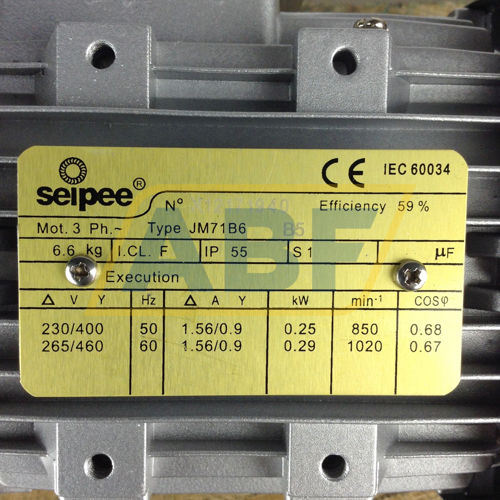 seipee® CE IEC 60034
Nº Efficiency 59 %
Mot. 3 Ph.~ Type JM71B6 B5
6.6 kg I.CL. F IP 55 S1 µF
Execution
Δ V Y Hz Δ A Y kW min-1 cosφ
230/400 50 1.56/0.9 0.25 850 0.68
265/460 60 1.56/0.9 0.29 1020 0.67
ABF